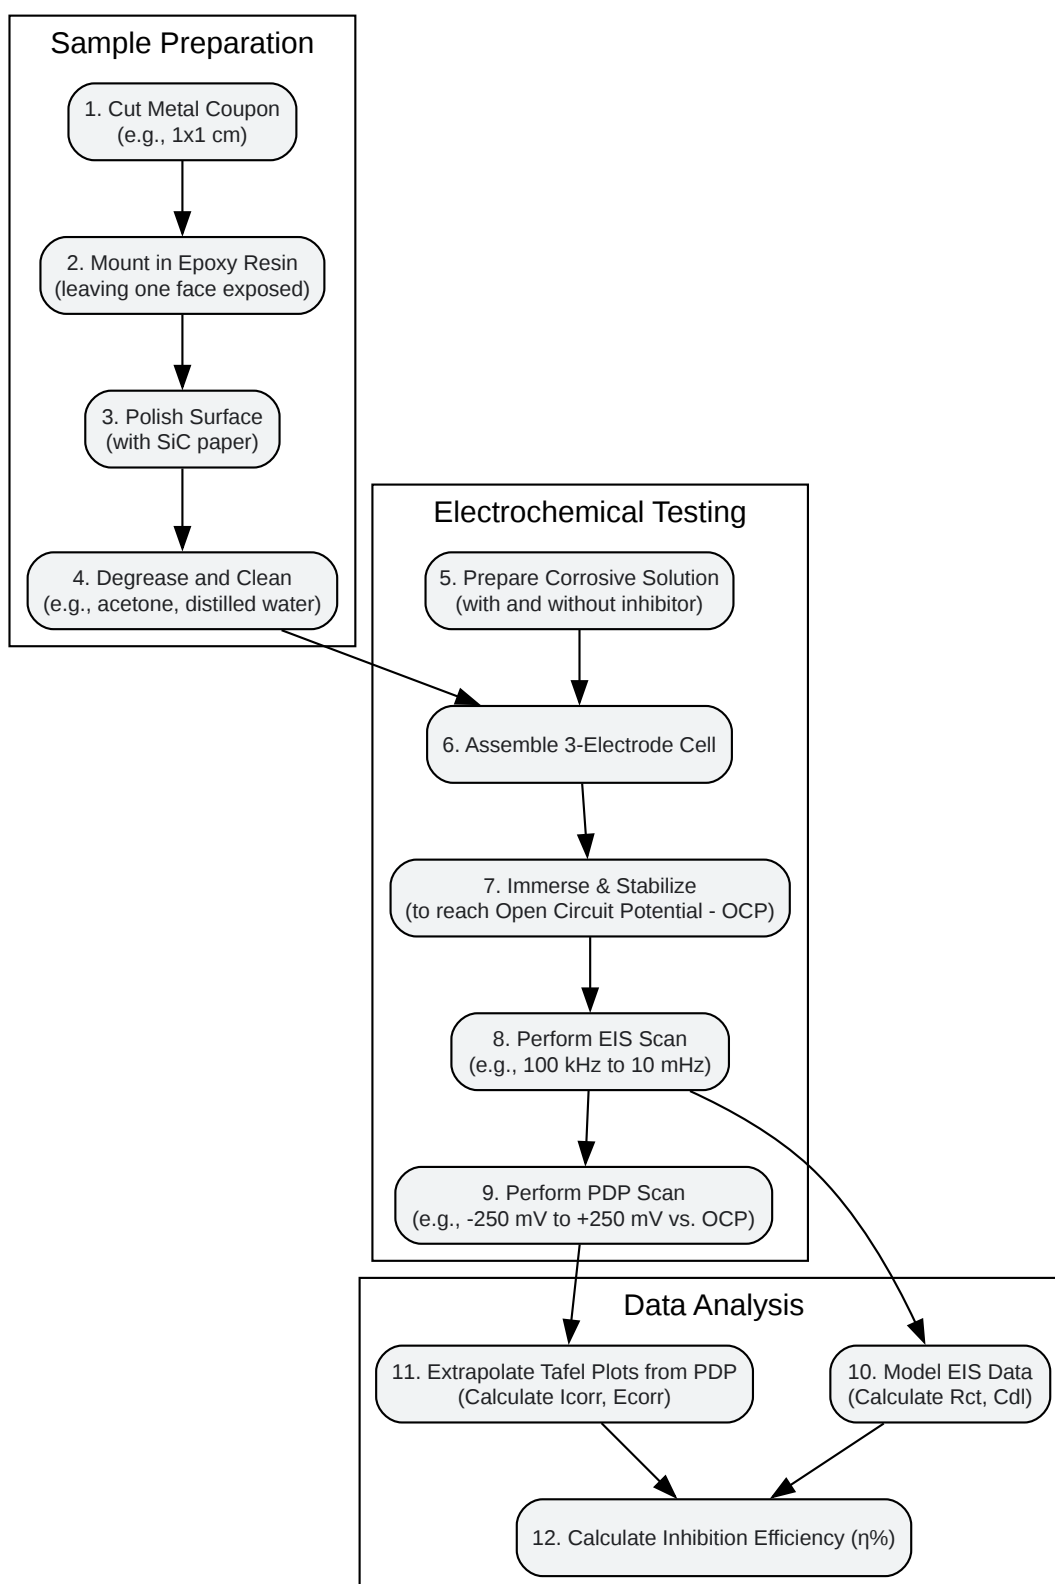 Sample Preparation
1. Cut Metal Coupon
(e.g., 1x1 cm)
2. Mount in Epoxy Resin
(leaving one face exposed)
3. Polish Surface
(with SiC paper)
4. Degrease and Clean
(e.g., acetone, distilled water)
Electrochemical Testing
5. Prepare Corrosive Solution
(with and without inhibitor)
6. Assemble 3-Electrode Cell
7. Immerse & Stabilize
(to reach Open Circuit Potential - OCP)
8. Perform EIS Scan
(e.g., 100 kHz to 10 mHz)
9. Perform PDP Scan
(e.g., -250 mV to +250 mV vs. OCP)
Data Analysis
11. Extrapolate Tafel Plots from PDP
(Calculate Icorr, Ecorr)
10. Model EIS Data
(Calculate Rct, Cdl)
12. Calculate Inhibition Efficiency (η%)